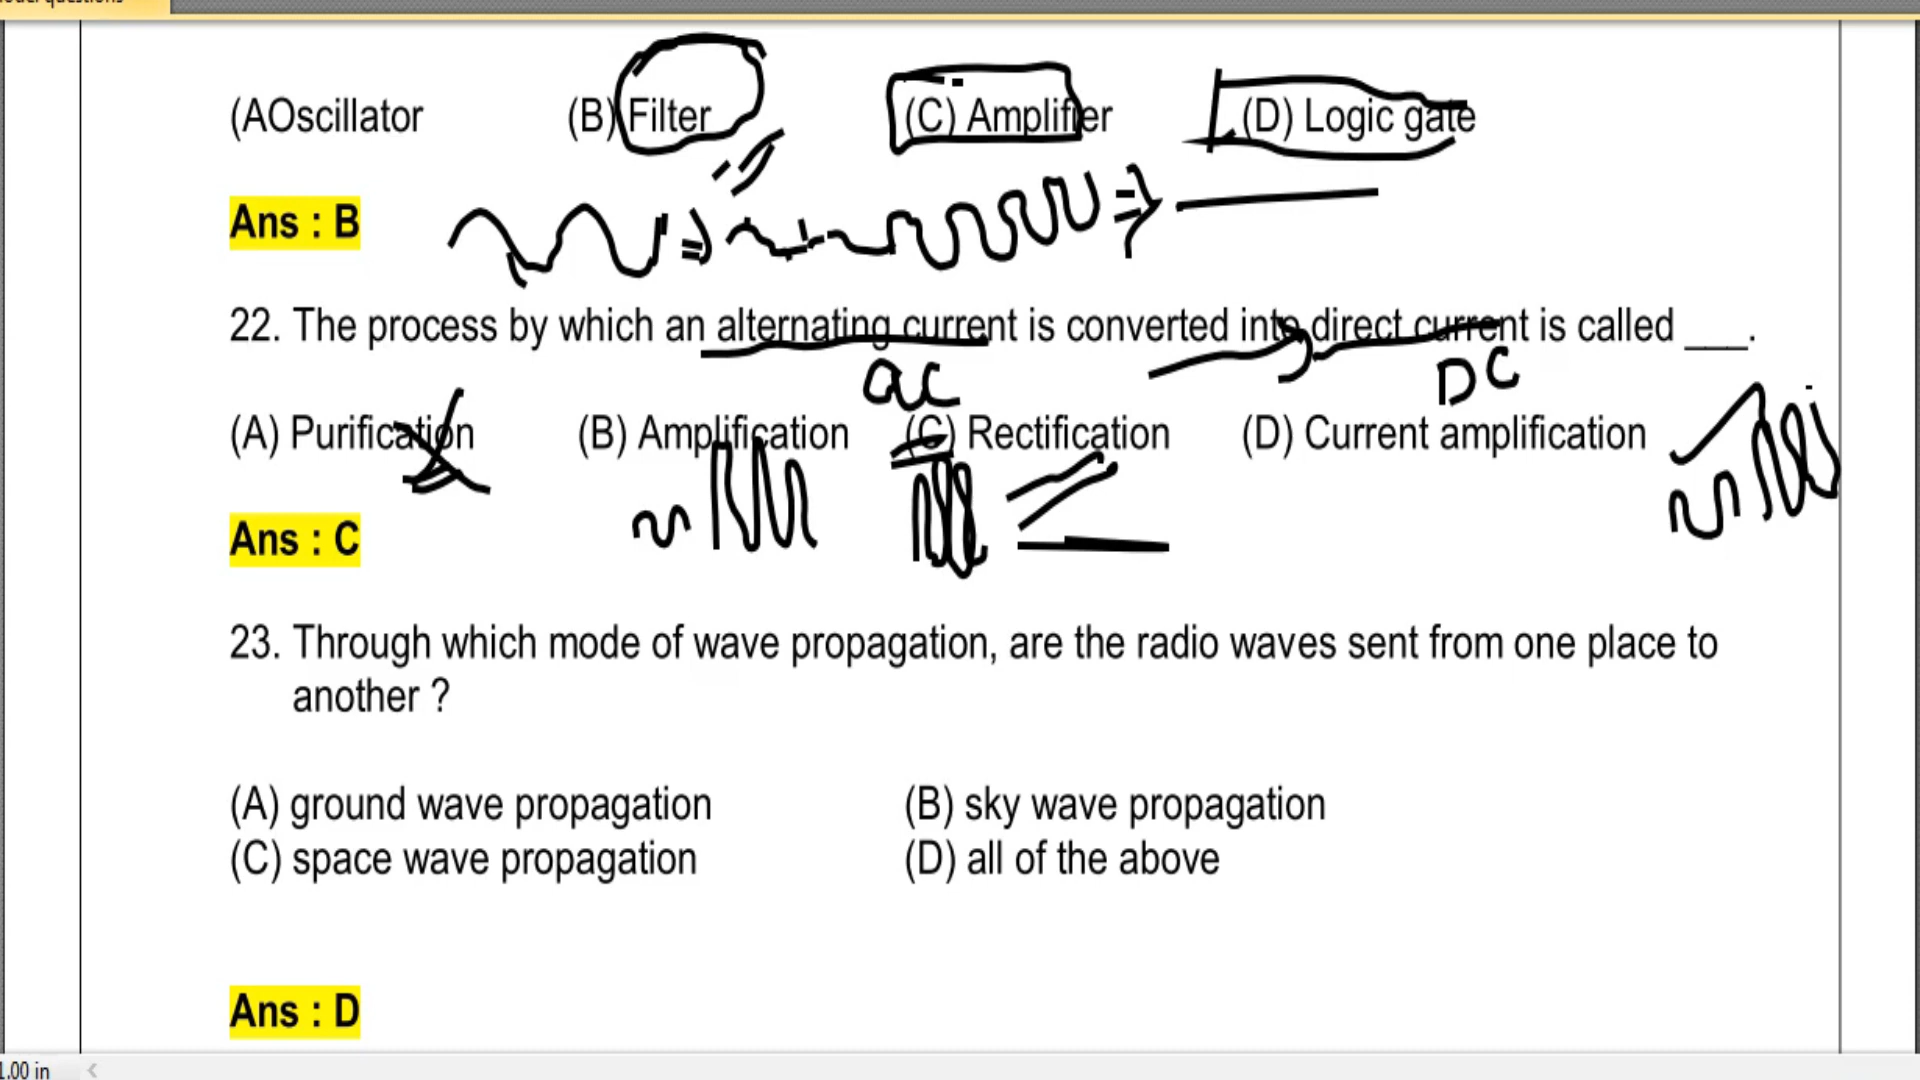 (AOscillator (B) Filter (C) Amplifier (D) Logic gate
Ans : B
22. The process by which an alternating current is converted into direct current is called ___.
ac DC
(A) Purification (B) Amplification (C) Rectification (D) Current amplification
Ans : C
23. Through which mode of wave propagation, are the radio waves sent from one place to
another ?
(A) ground wave propagation (B) sky wave propagation
(C) space wave propagation (D) all of the above
Ans : D
1.00 in